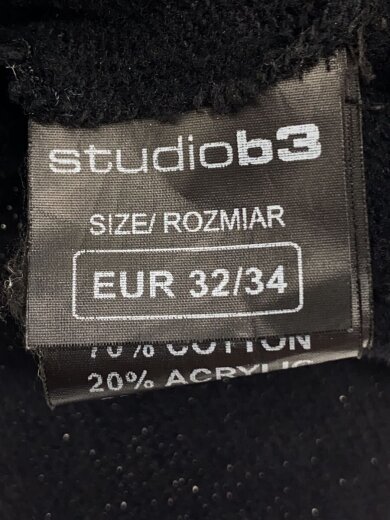 studiob3
SIZE/ ROZMIAR
EUR 32/34
70% COTTON
20% ACRYLIC